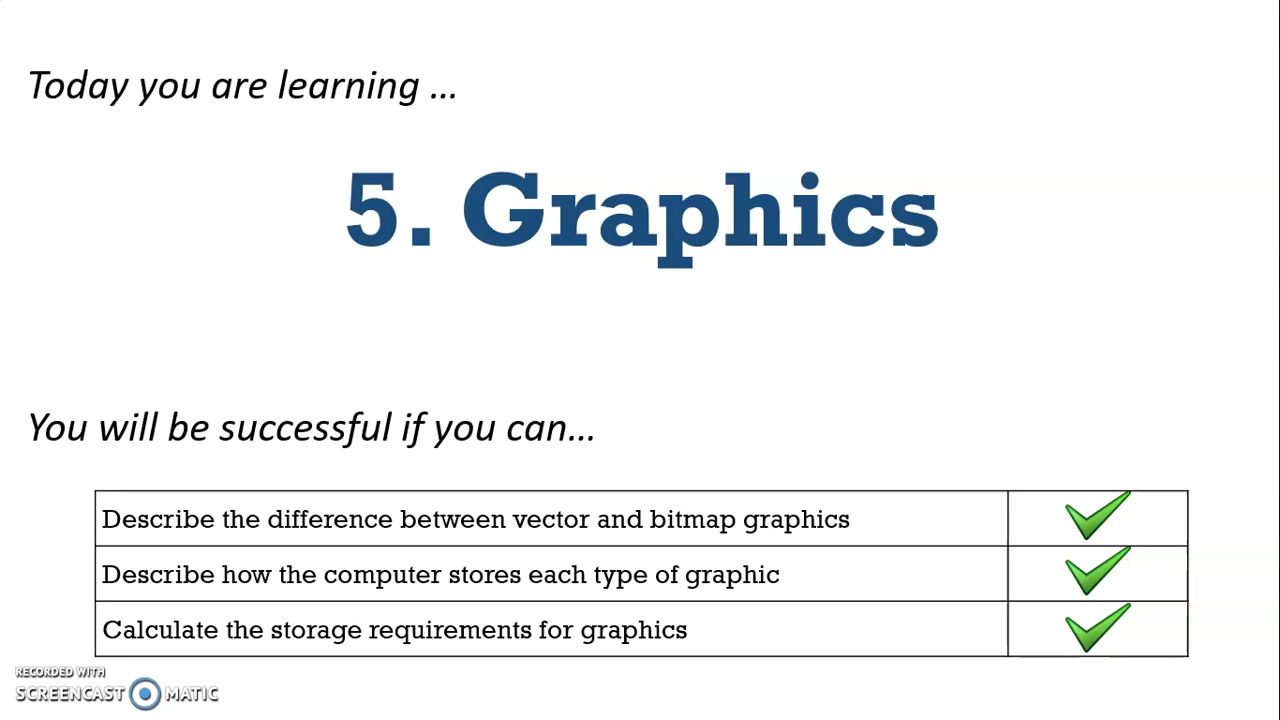 Today you are learning …
5. Graphics
You will be successful if you can…
Describe the difference between vector and bitmap graphics
Describe how the computer stores each type of graphic
Calculate the storage requirements for graphics
RECORDED WITH
SCREENCAST MATIC